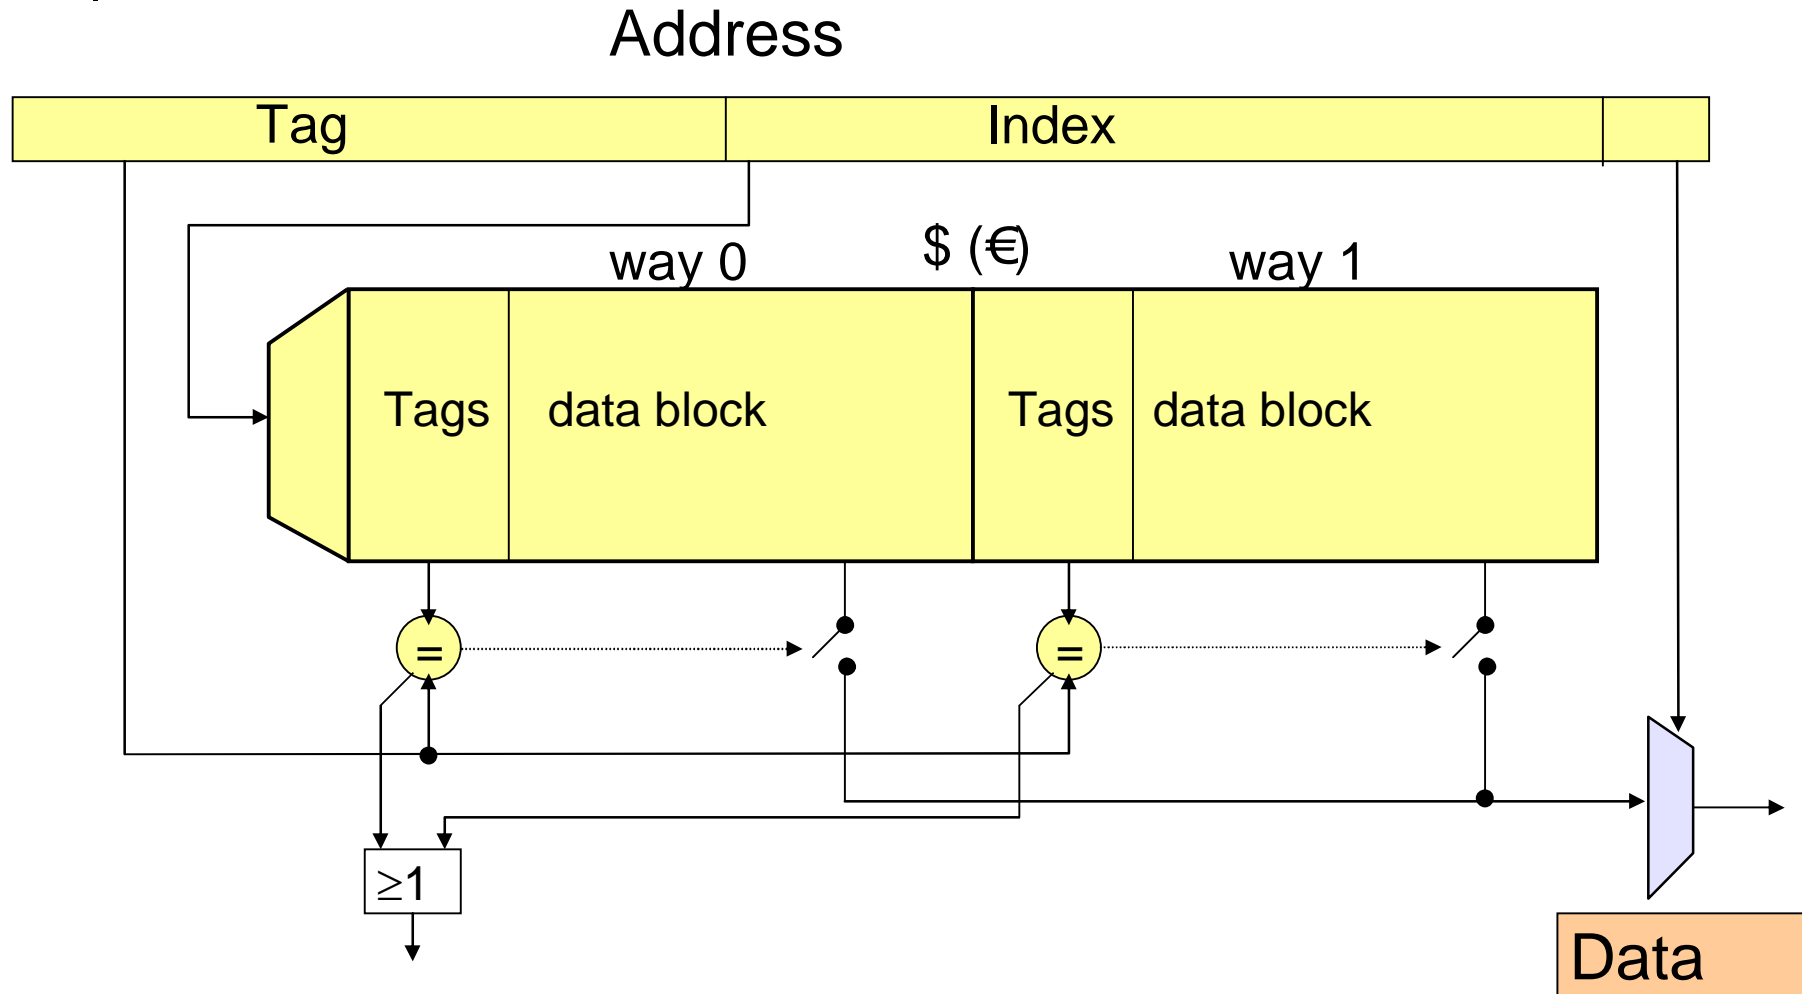 Address
Tag Index
$ (€)
way 0 way 1
Tags data block Tags data block
= =
≥1
Data